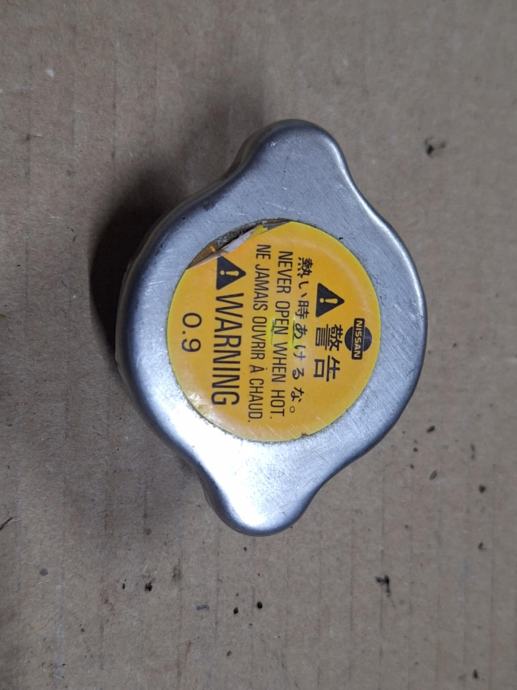 NISSAN
警告
熱い時あけるな。
NEVER OPEN WHEN HOT.
NE JAMAIS OUVRIR À CHAUD.
WARNING
0.9